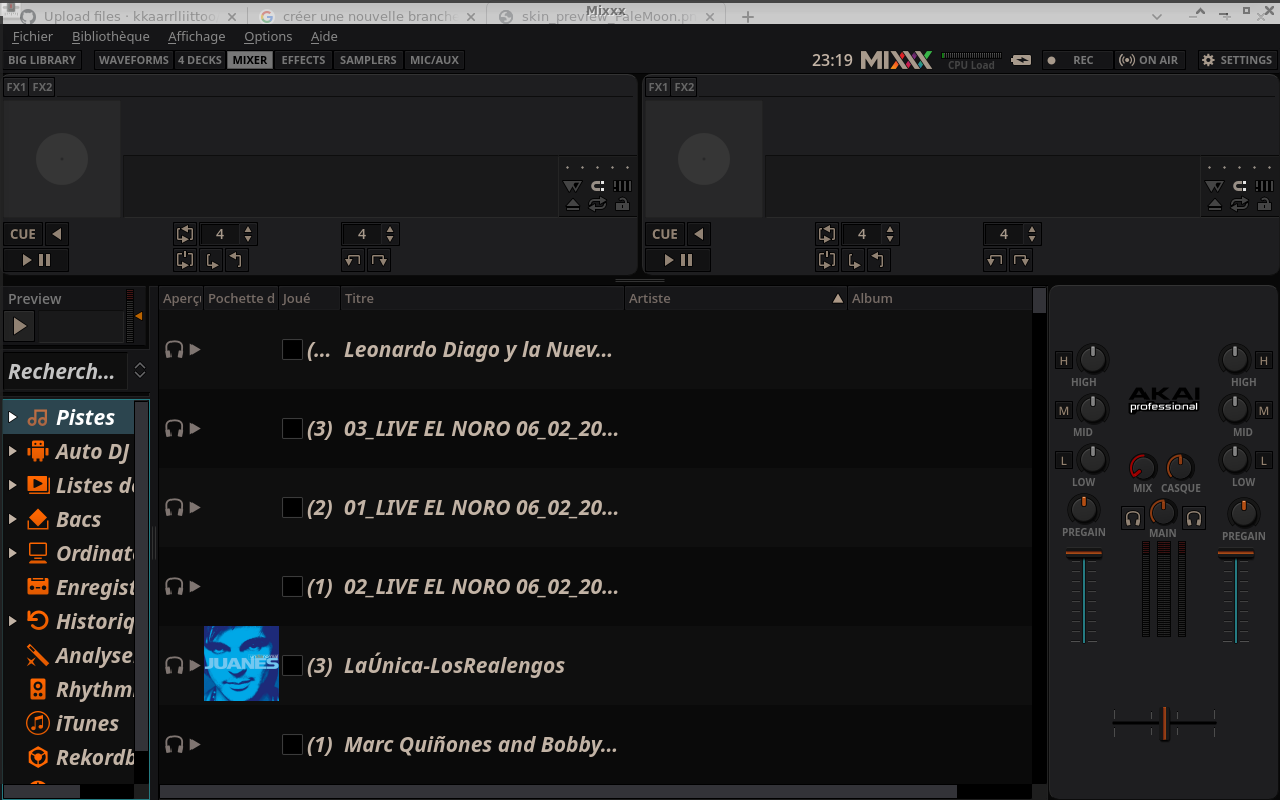 Upload files · kkaarrlliittoo
créer une nouvelle branch
skin_preview_PaleMoon.pn
Mixxx
Fichier Bibliothèque Affichage Options Aide
BIG LIBRARY WAVEFORMS 4 DECKS MIXER EFFECTS SAMPLERS MIC/AUX
23:19 MIXXX CPU Load REC ON AIR SETTINGS
FX1 FX2
FX1 FX2
CUE 4 4
CUE 4 4
Preview
Recherch...
Pistes
Auto DJ
Listes de
Bacs
Ordinat
Enregist
Historiq
Analyse
Rhythm
iTunes
Rekordb
Aperçu Pochette d Joué Titre Artiste Album
(... Leonardo Diago y la Nuev...
(3) 03_LIVE EL NORO 06_02_20...
(2) 01_LIVE EL NORO 06_02_20...
(1) 02_LIVE EL NORO 06_02_20...
JUANES
(3) LaÚnica-LosRealengos
(1) Marc Quiñones and Bobby...
H H
HIGH HIGH
AKAI
professional
M M
MID MID
L L
LOW MIX CASQUE LOW
PREGAIN MAIN PREGAIN